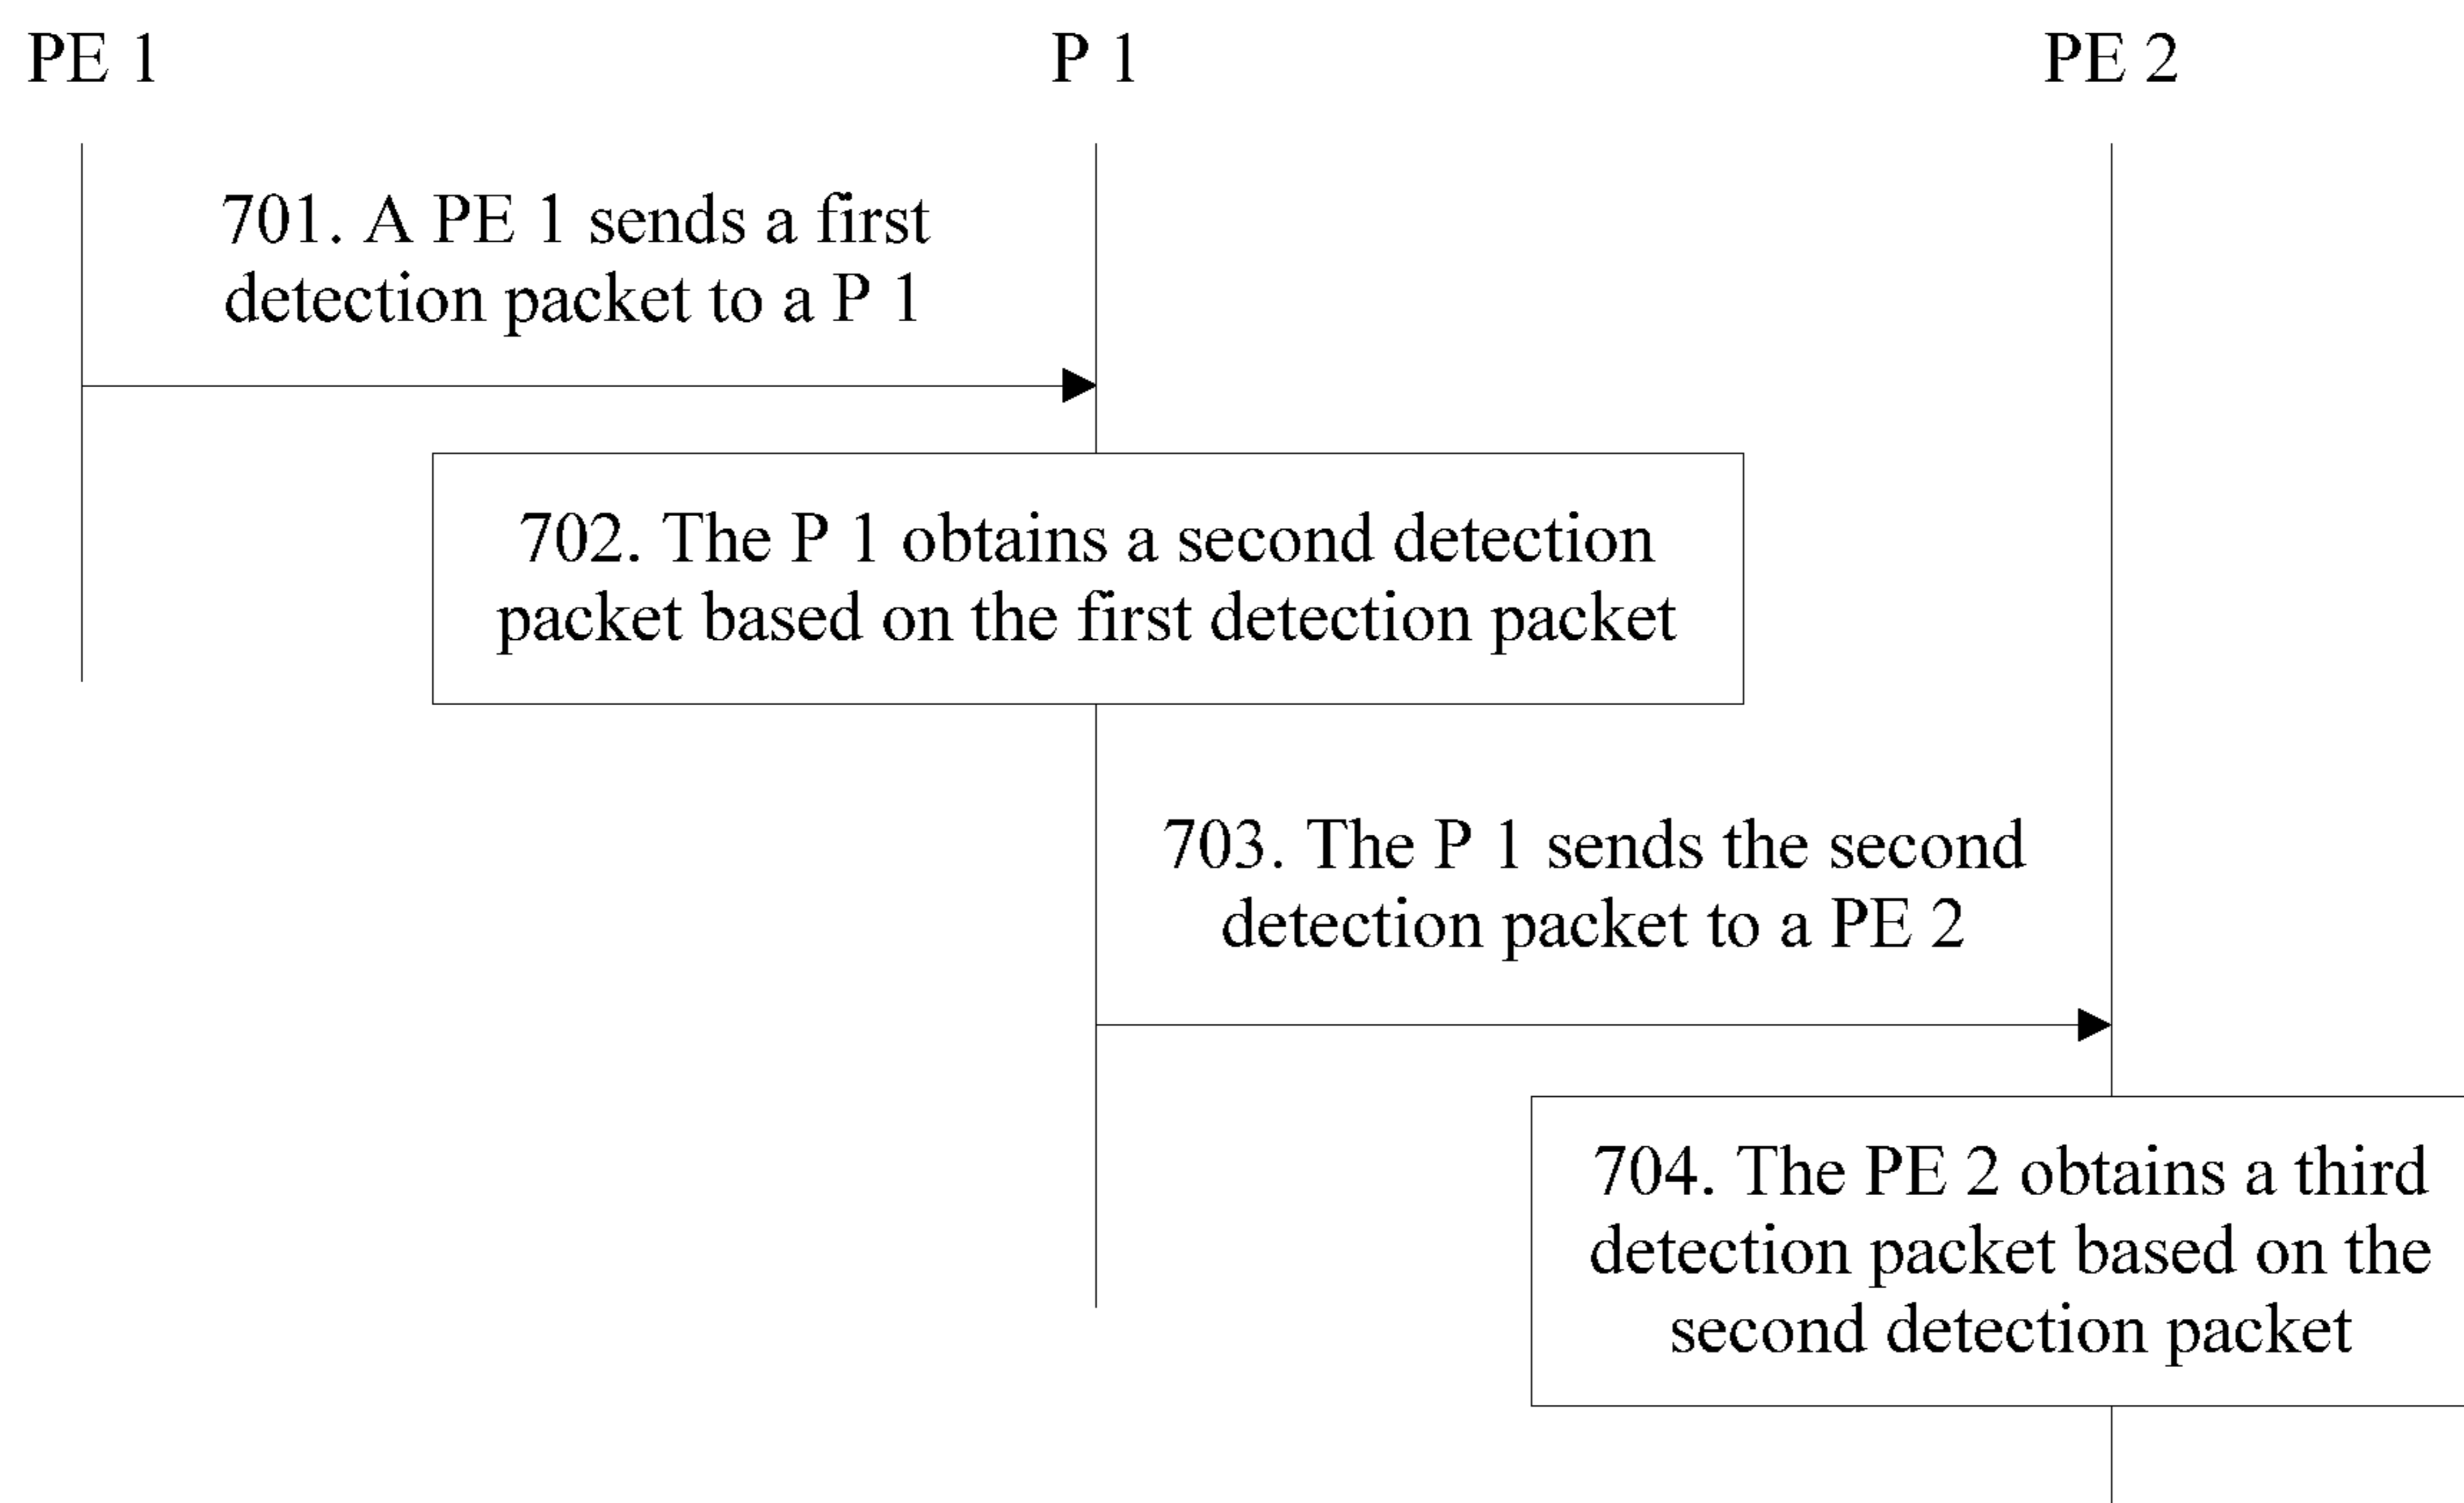 PE 1
P 1
PE 2
701. A PE 1 sends a first
detection packet to a P 1
702. The P 1 obtains a second detection
packet based on the first detection packet
703. The P 1 sends the second
detection packet to a PE 2
704. The PE 2 obtains a third
detection packet based on the
second detection packet